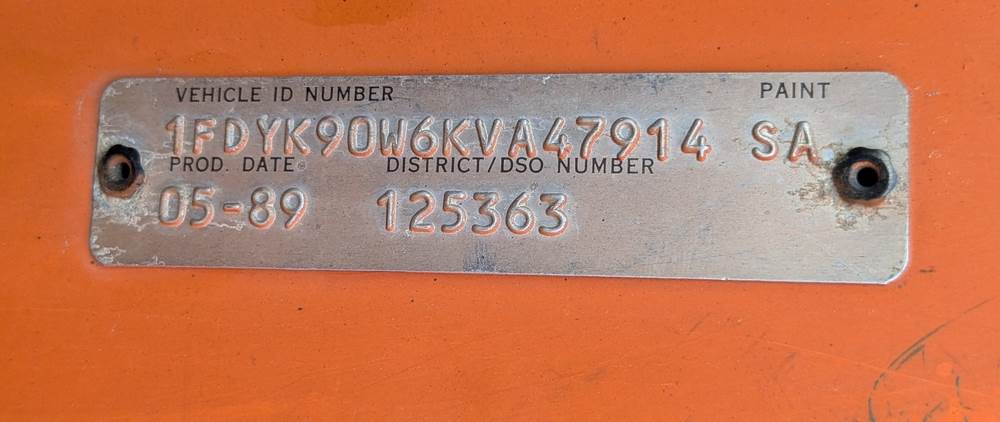 VEHICLE ID NUMBER PAINT
1FDYK90W6KVA47914 SA
PROD. DATE DISTRICT/DSO NUMBER
05-89 125363